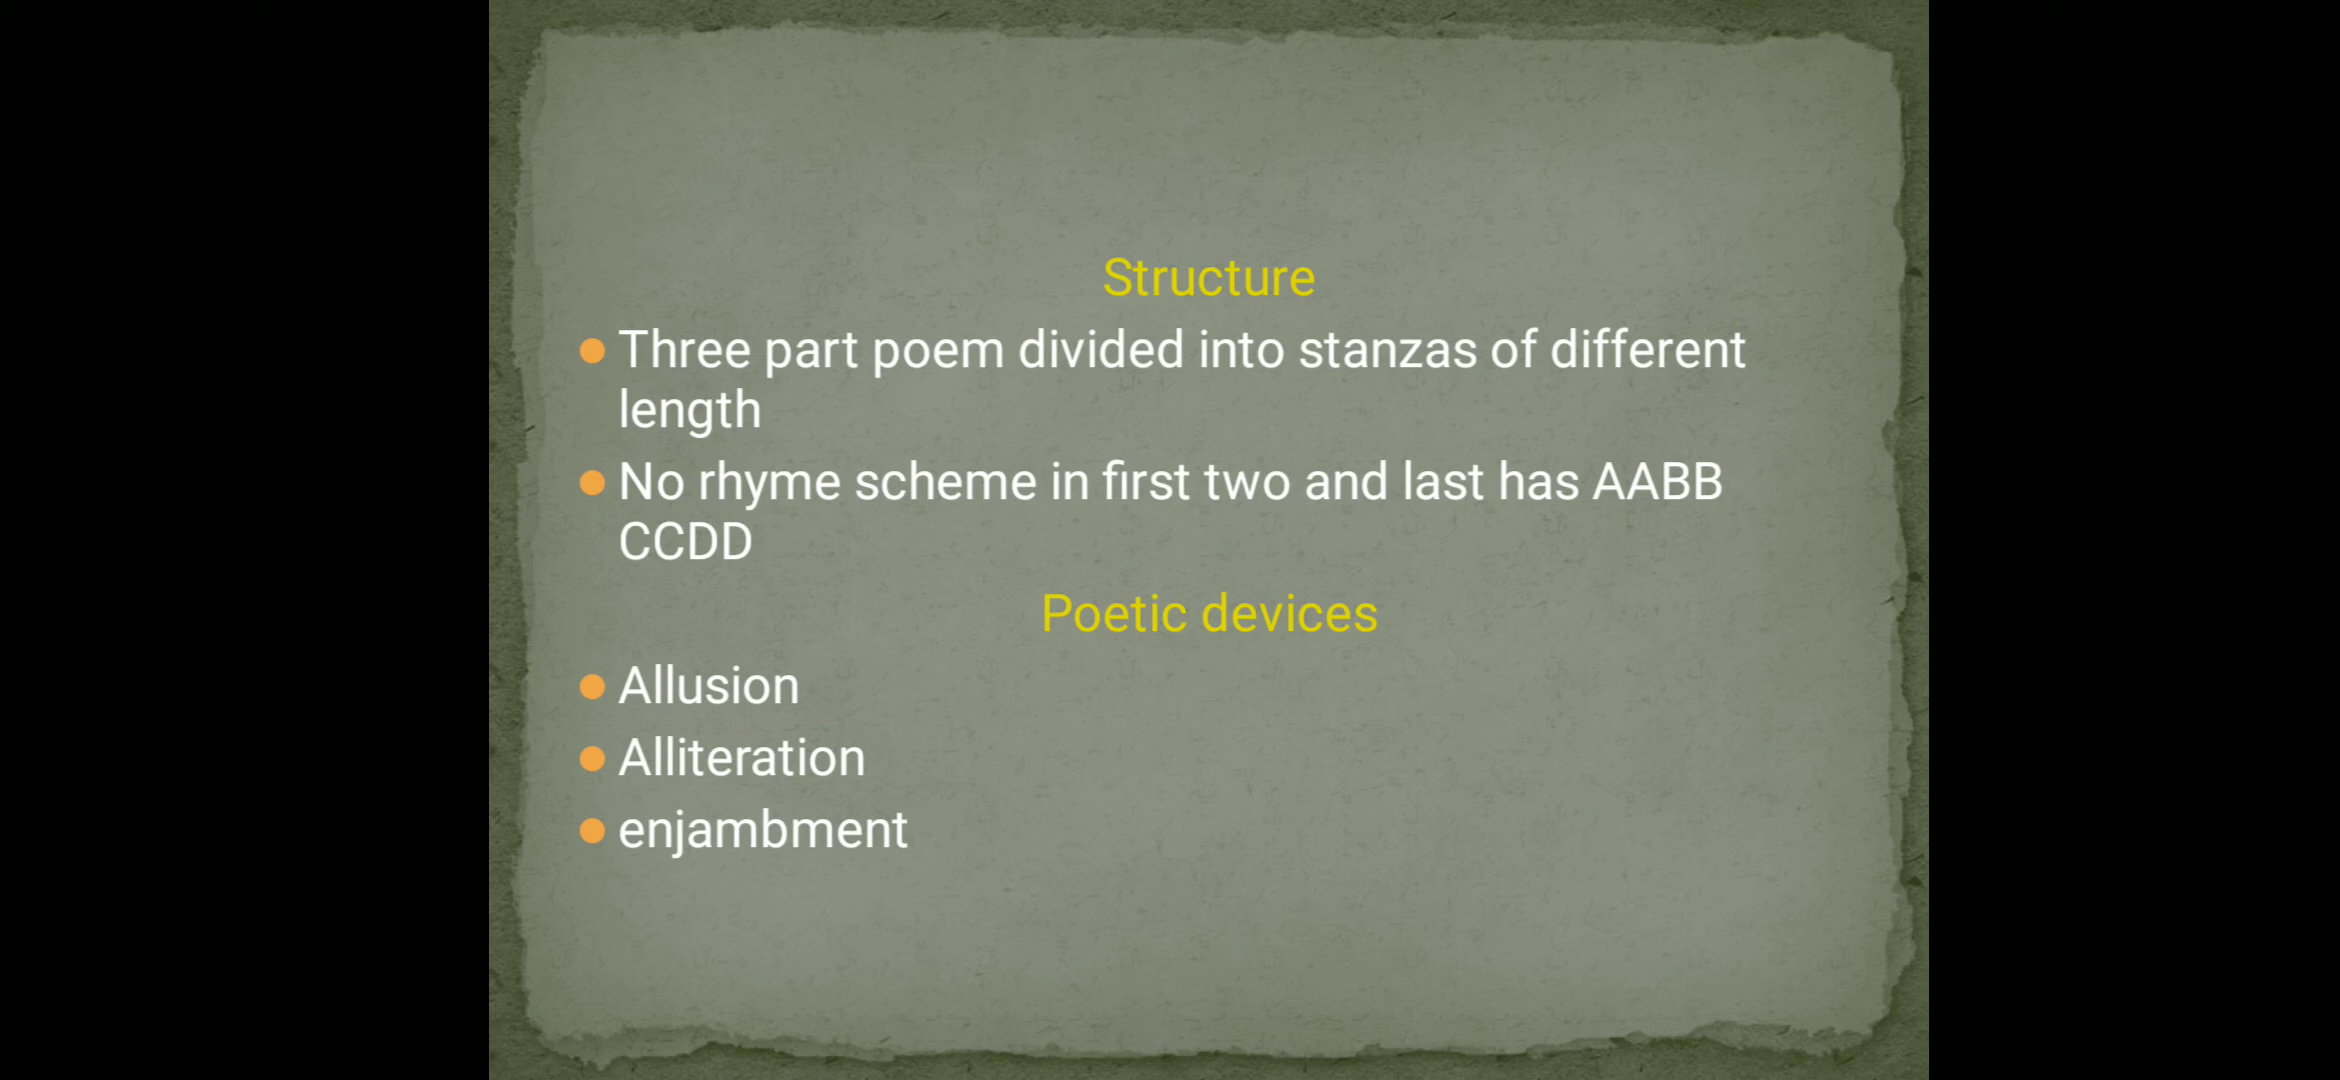 Structure
Three part poem divided into stanzas of different
length
No rhyme scheme in first two and last has AABB
CCDD
Poetic devices
Allusion
Alliteration
enjambment